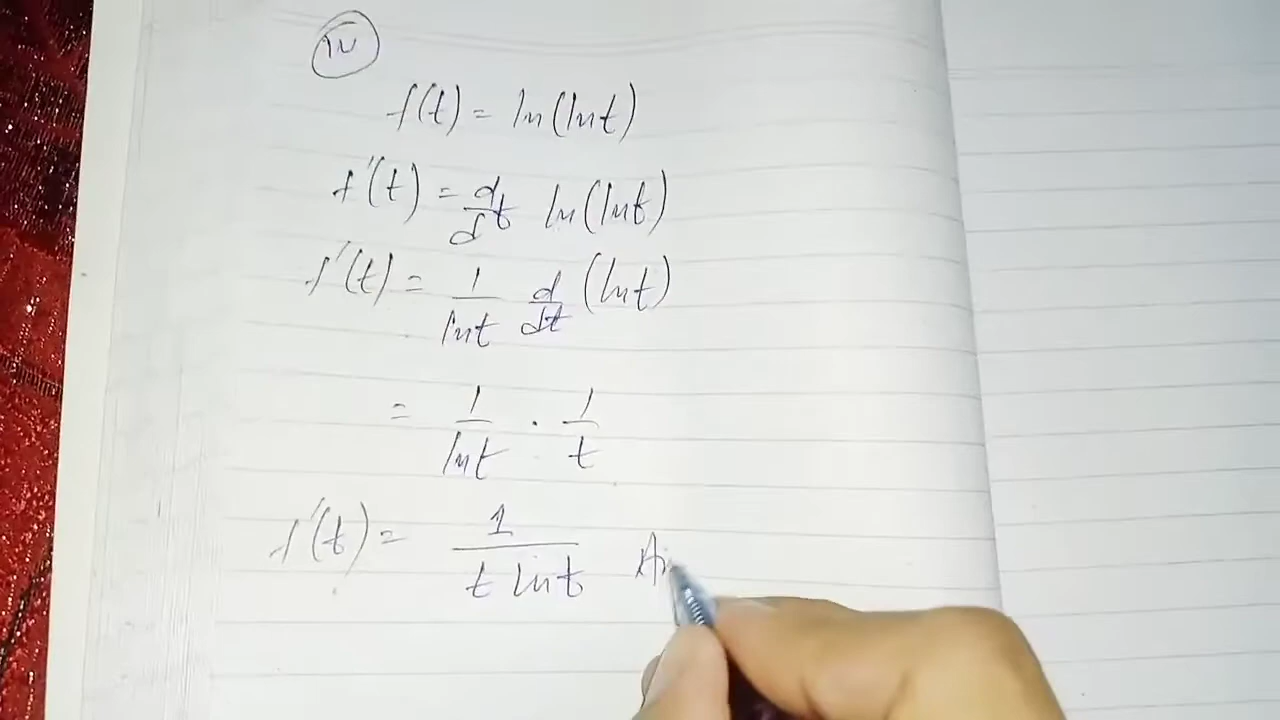 iv
f(t) = ln(lnt)
f'(t) = d/dt ln(lnt)
f'(t) = 1/lnt d/dt (lnt)
= 1/lnt . 1/t
f'(t) = 1/t lnt